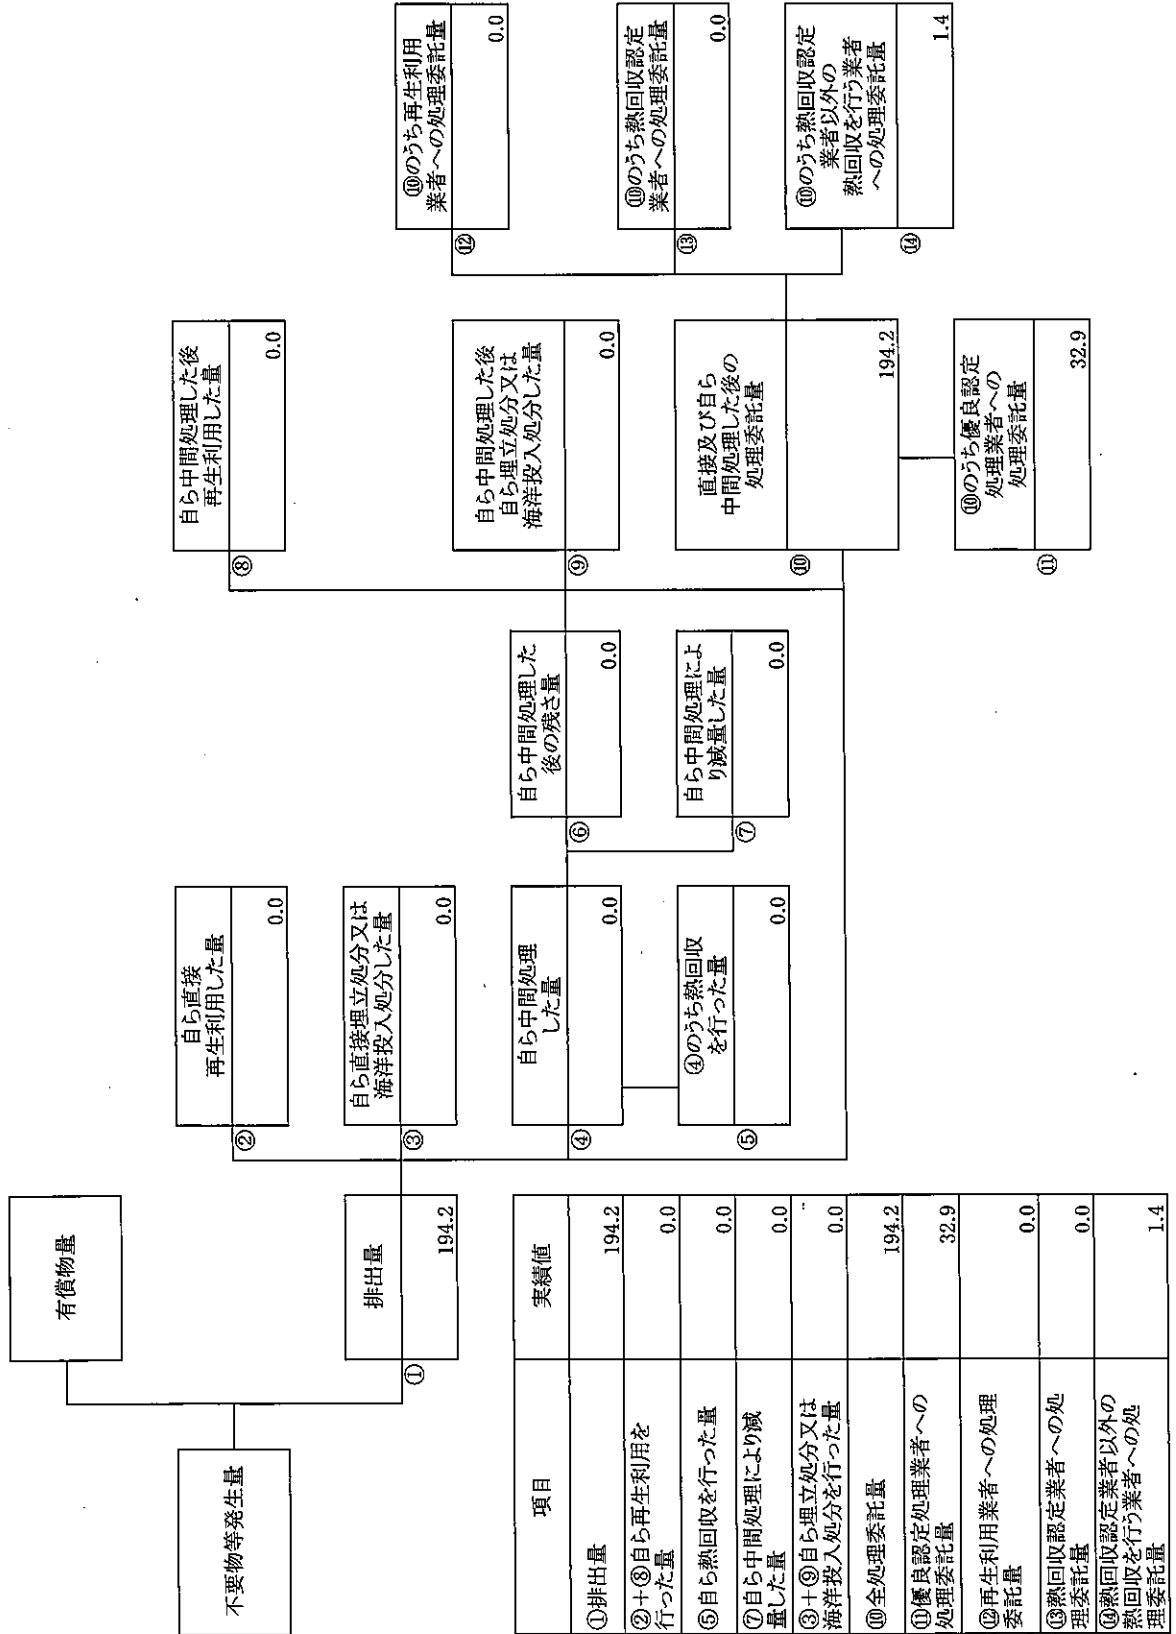 不要物等発生量
有償物量
①
排出量
194.2
②
自ら直接
再生利用した量
0.0
③
自ら直接埋立処分又は
海洋投入処分した量
0.0
④
自ら中間処理
した量
0.0
⑤
④のうち熱回収
を行った量
0.0
⑥
自ら中間処理した
後の残さ量
0.0
⑦
自ら中間処理によ
り減量した量
0.0
⑧
自ら中間処理した後
再生利用した量
0.0
⑨
自ら中間処理した後
自ら埋立処分又は
海洋投入処分した量
0.0
⑩
直接及び自ら
中間処理した後の
処理委託量
194.2
⑪
⑩のうち優良認定
処理業者への
処理委託量
32.9
⑫
⑩のうち再生利用
業者への処理委託量
0.0
⑬
⑩のうち熱回収認定
業者への処理委託量
0.0
⑭
⑩のうち熱回収認定
業者以外の
熱回収を行う業者
への処理委託量
1.4
項目 実績値
①排出量 194.2
②+⑧自ら再生利用を
行った量 0.0
⑤自ら熱回収を行った量 0.0
⑦自ら中間処理により減
量した量 0.0
③+⑨自ら埋立処分又は
海洋投入処分を行った量 0.0
⑩全処理委託量 194.2
⑪優良認定処理業者への
処理委託量 32.9
⑫再生利用業者への処理
委託量 0.0
⑬熱回収認定業者への処
理委託量 0.0
⑭熱回収認定業者以外の
熱回収を行う業者への処
理委託量 1.4